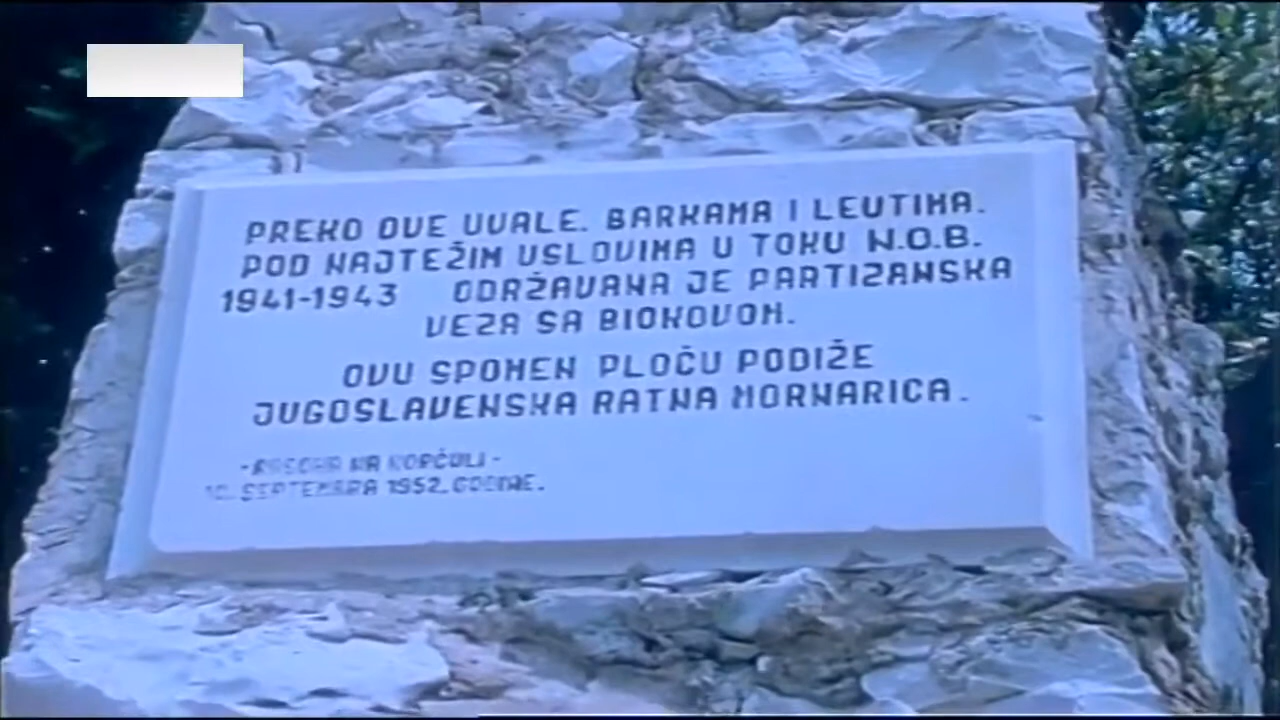 PREKO OVE UVALE. BARKAMA I LEUTIMA.
POD NAJTEŽIM USLOVIMA U TOKU N.O.B.
1941-1943 ODRŽAVANA JE PARTIZANSKA
VEZA SA BIOKOVOM.
OVU SPOMEN PLOČU PODIŽE
JUGOSLAVENSKA RATNA MORNARICA.
NA KORČULI -
SEPTEMBRA 1952. GODINE.